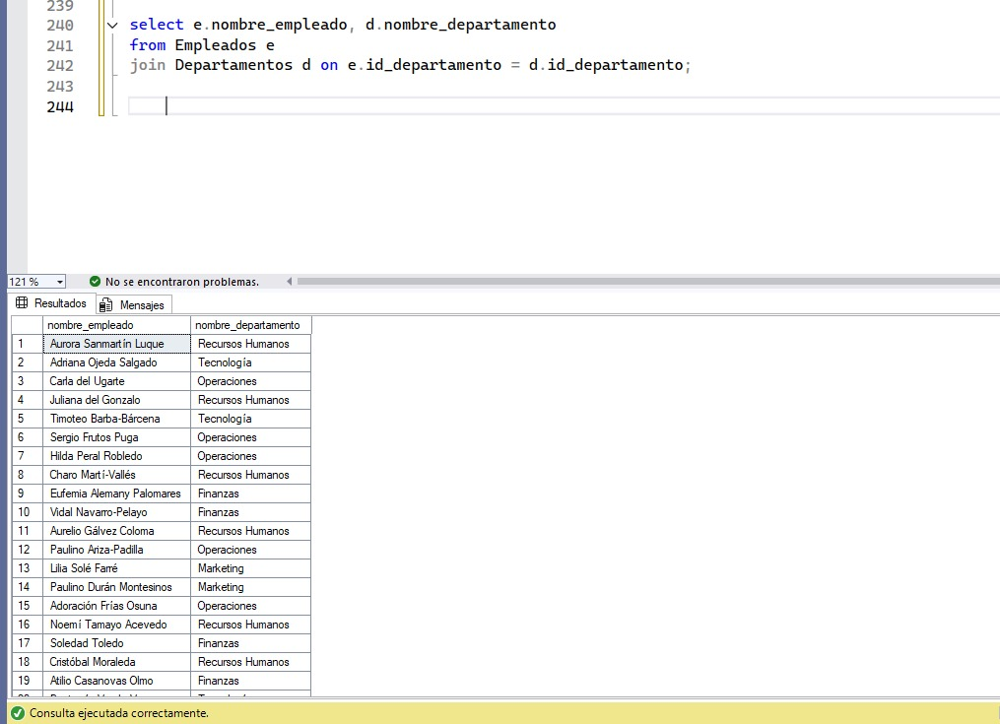 239
240 select e.nombre_empleado, d.nombre_departamento
241 from Empleados e
242 join Departamentos d on e.id_departamento = d.id_departamento;
243
244
121 % No se encontraron problemas.
Resultados Mensajes
nombre_empleado nombre_departamento
1 Aurora Sanmartín Luque Recursos Humanos
2 Adriana Ojeda Salgado Tecnología
3 Carla del Ugarte Operaciones
4 Juliana del Gonzalo Recursos Humanos
5 Timoteo Barba-Bárcena Tecnología
6 Sergio Frutos Puga Operaciones
7 Hilda Peral Robledo Operaciones
8 Charo Martí-Vallés Recursos Humanos
9 Eufemia Alemany Palomares Finanzas
10 Vidal Navarro-Pelayo Finanzas
11 Aurelio Gálvez Coloma Recursos Humanos
12 Paulino Ariza-Padilla Operaciones
13 Lilia Solé Farré Marketing
14 Paulino Durán Montesinos Marketing
15 Adoración Frías Osuna Operaciones
16 Noemí Tamayo Acevedo Recursos Humanos
17 Soledad Toledo Finanzas
18 Cristóbal Moraleda Recursos Humanos
19 Atilio Casanovas Olmo Finanzas
Consulta ejecutada correctamente.